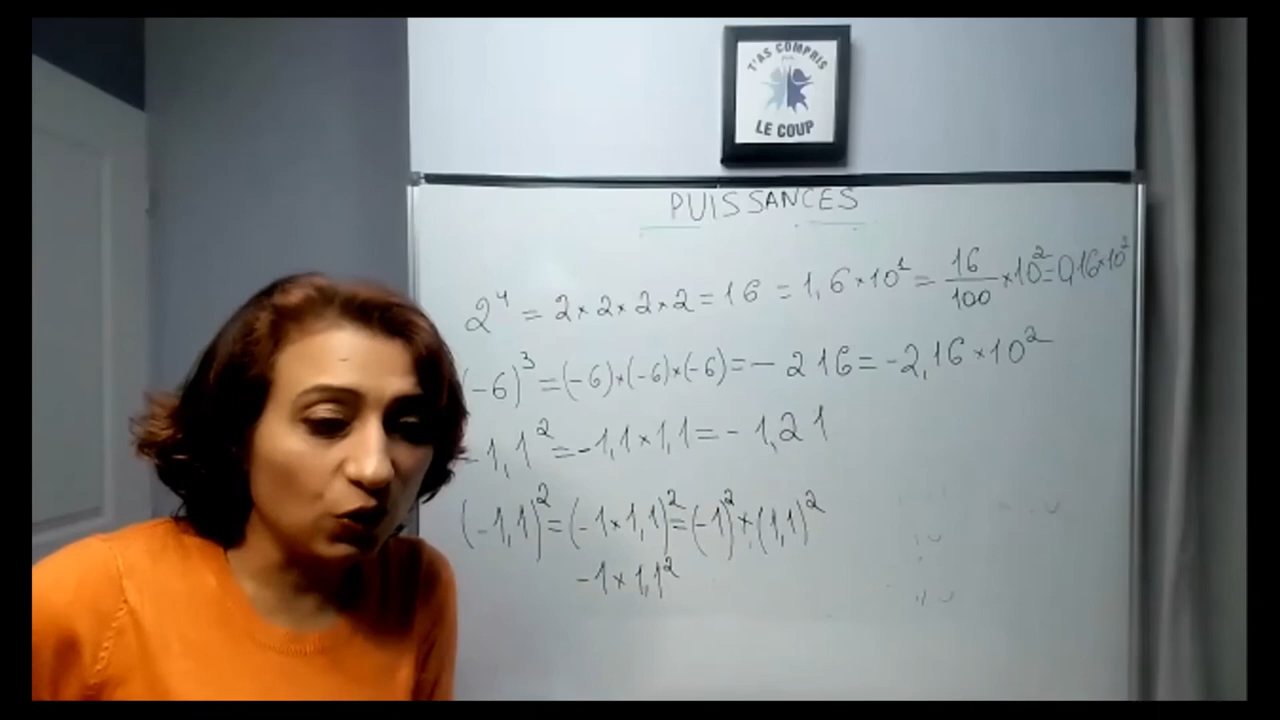 T'AS COMPRIS
LE COUP
PUISSANCES
2⁴ = 2×2×2×2 = 16 = 1,6×10¹ = 16/100 ×10² = 0,16×10²
(-6)³ = (-6)×(-6)×(-6) = - 216 = -2,16×10²
-1,1² = -1,1×1,1 = - 1,21
(-1,1)² = (-1×1,1)² = (-1)² × (1,1)²
-1×1,1²